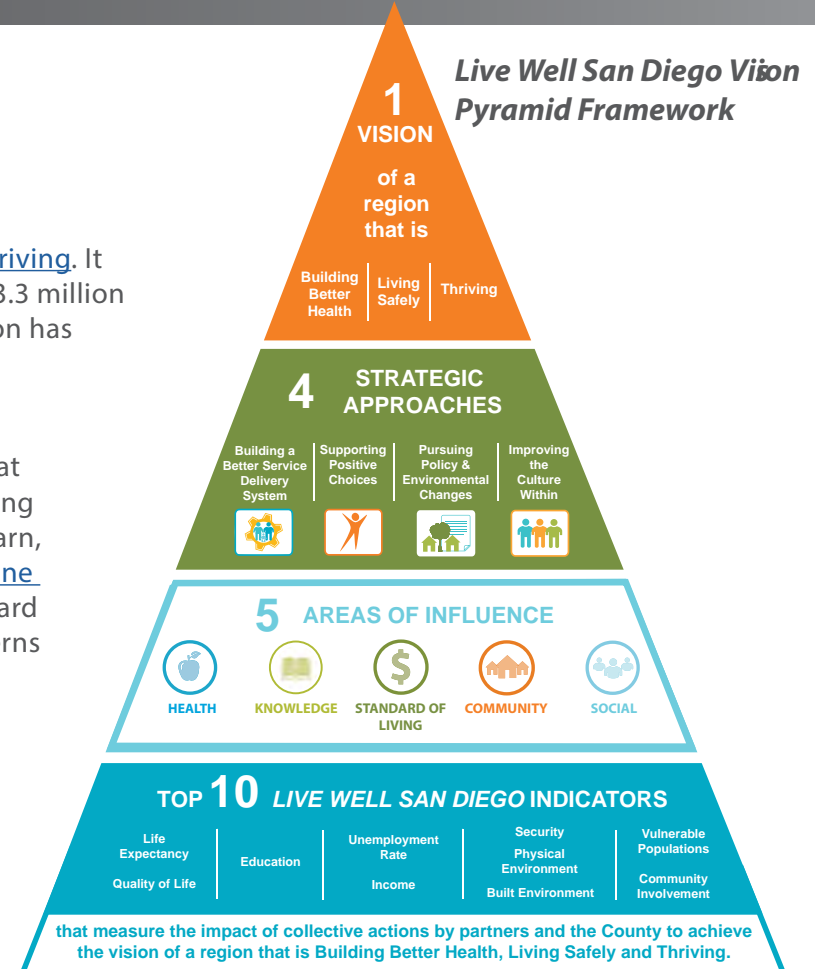 Live Well San Diego Vision
Pyramid Framework
1
VISION
of a
region
that is
Building
Better
Health
Living
Safely
Thriving
riving. It
3.3 million
on has
at
ng
arn,
ne
ard
erns
4 STRATEGIC
APPROACHES
Building a
Better Service
Delivery
System
Supporting
Positive
Choices
Pursuing
Policy &
Environmental
Changes
Improving
the
Culture
Within
5 AREAS OF INFLUENCE
HEALTH
KNOWLEDGE
STANDARD OF
LIVING
COMMUNITY
SOCIAL
TOP 10 LIVE WELL SAN DIEGO INDICATORS
Life
Expectancy
Quality of Life
Education
Unemployment
Rate
Income
Security
Physical
Environment
Built Environment
Vulnerable
Populations
Community
Involvement
that measure the impact of collective actions by partners and the County to achieve
the vision of a region that is Building Better Health, Living Safely and Thriving.